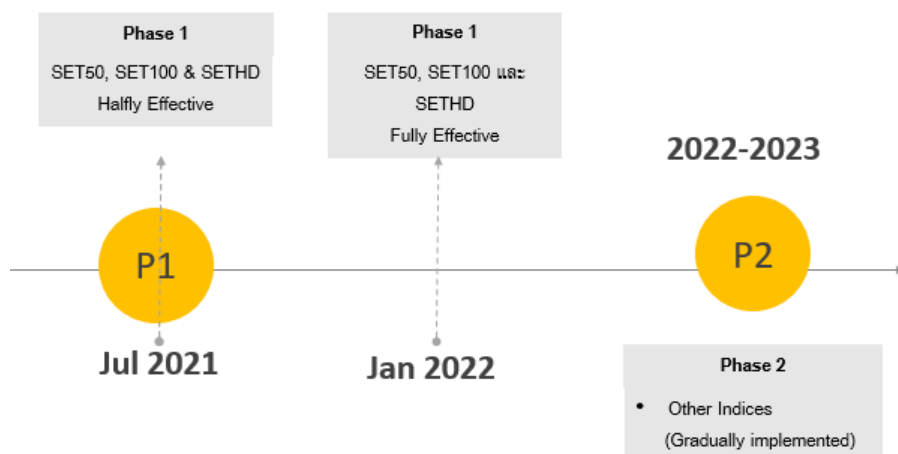 Phase 1
SET50, SET100 & SETHD
Halfly Effective
Phase 1
SET50, SET100 และ
SETHD
Fully Effective
2022-2023
P1
P2
Jul 2021
Jan 2022
Phase 2
• Other Indices
(Gradually implemented)